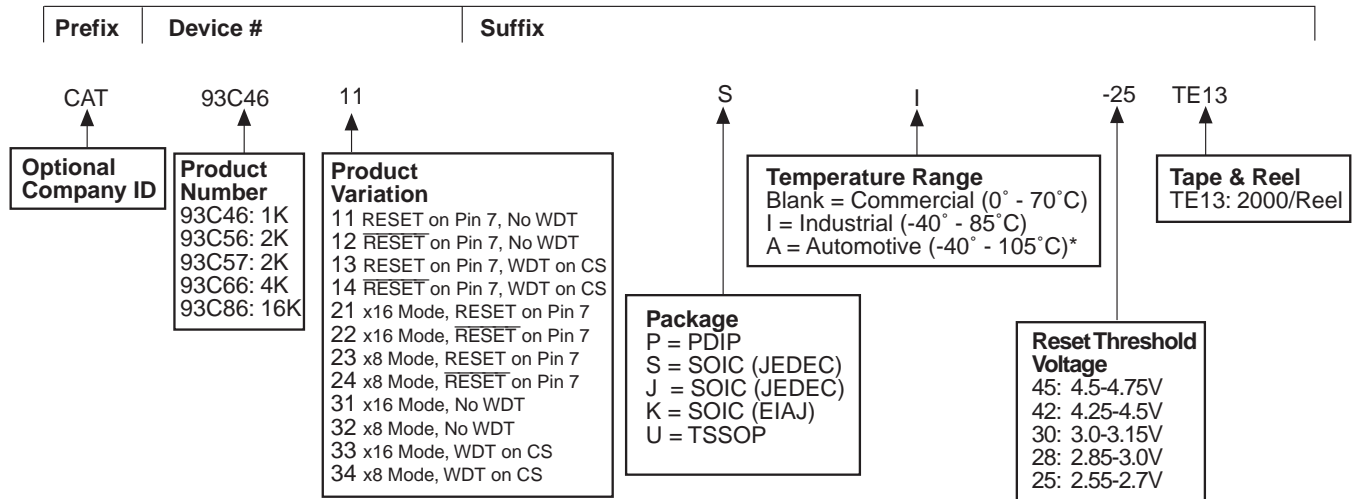 Prefix Device # Suffix
CAT 93C46 11 S I -25 TE13
Optional
Company ID
Product
Number
93C46: 1K
93C56: 2K
93C57: 2K
93C66: 4K
93C86: 16K
Product
Variation
11 RESET on Pin 7, No WDT
12 R̅E̅S̅E̅T̅ on Pin 7, No WDT
13 RESET on Pin 7, WDT on CS
14 R̅E̅S̅E̅T̅ on Pin 7, WDT on CS
21 x16 Mode, RESET on Pin 7
22 x16 Mode, R̅E̅S̅E̅T̅ on Pin 7
23 x8 Mode, RESET on Pin 7
24 x8 Mode, R̅E̅S̅E̅T̅ on Pin 7
31 x16 Mode, No WDT
32 x8 Mode, No WDT
33 x16 Mode, WDT on CS
34 x8 Mode, WDT on CS
Package
P = PDIP
S = SOIC (JEDEC)
J = SOIC (JEDEC)
K = SOIC (EIAJ)
U = TSSOP
Temperature Range
Blank = Commercial (0˚ - 70˚C)
I = Industrial (-40˚ - 85˚C)
A = Automotive (-40˚ - 105˚C)*
Reset Threshold
Voltage
45: 4.5-4.75V
42: 4.25-4.5V
30: 3.0-3.15V
28: 2.85-3.0V
25: 2.55-2.7V
Tape & Reel
TE13: 2000/Reel